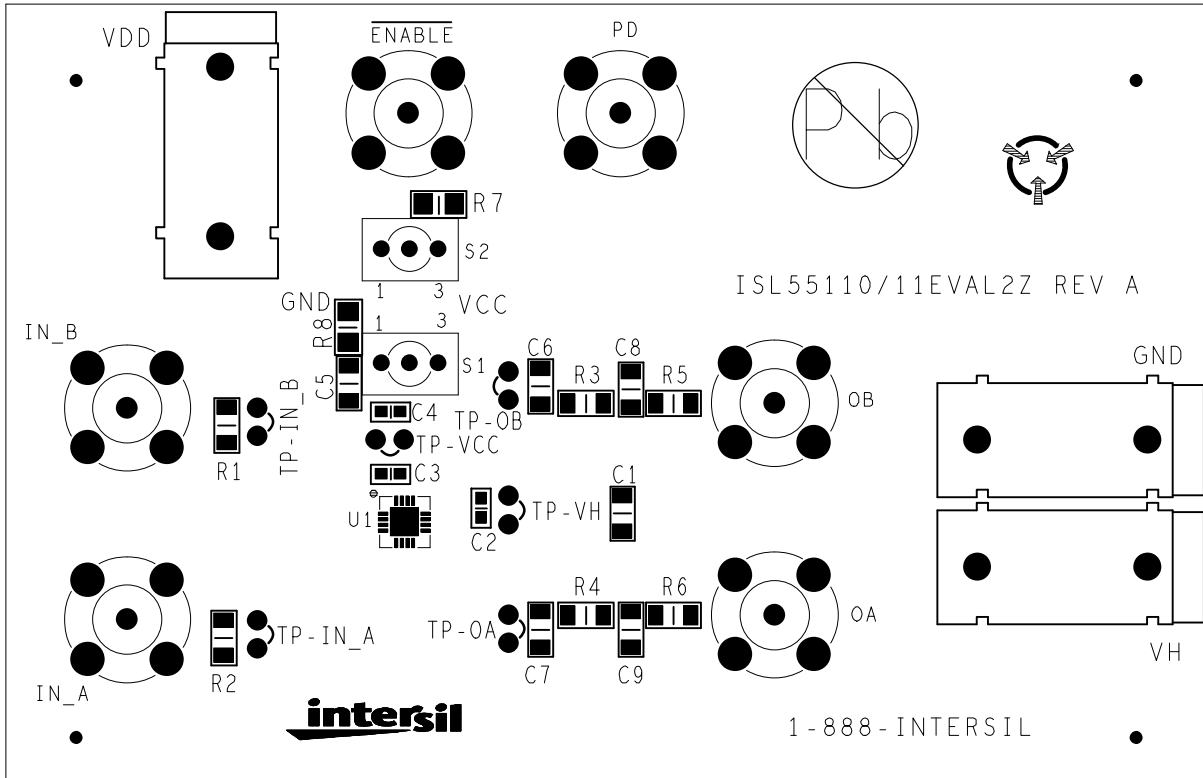 VDD
ENABLE
PD
Pb
R7
S2
1 3
GND
VCC
R8
1 3
S1
ISL55110/11EVAL2Z REV A
IN_B
C5
C6
C8
R3
R5
GND
OB
C4
TP-OB
TP-IN_B
R1
TP-VCC
C3
C1
U1
TP-VH
C2
R4
R6
OA
TP-OA
TP-IN_A
R2
C7
C9
VH
IN_A
intersil
1-888-INTERSIL